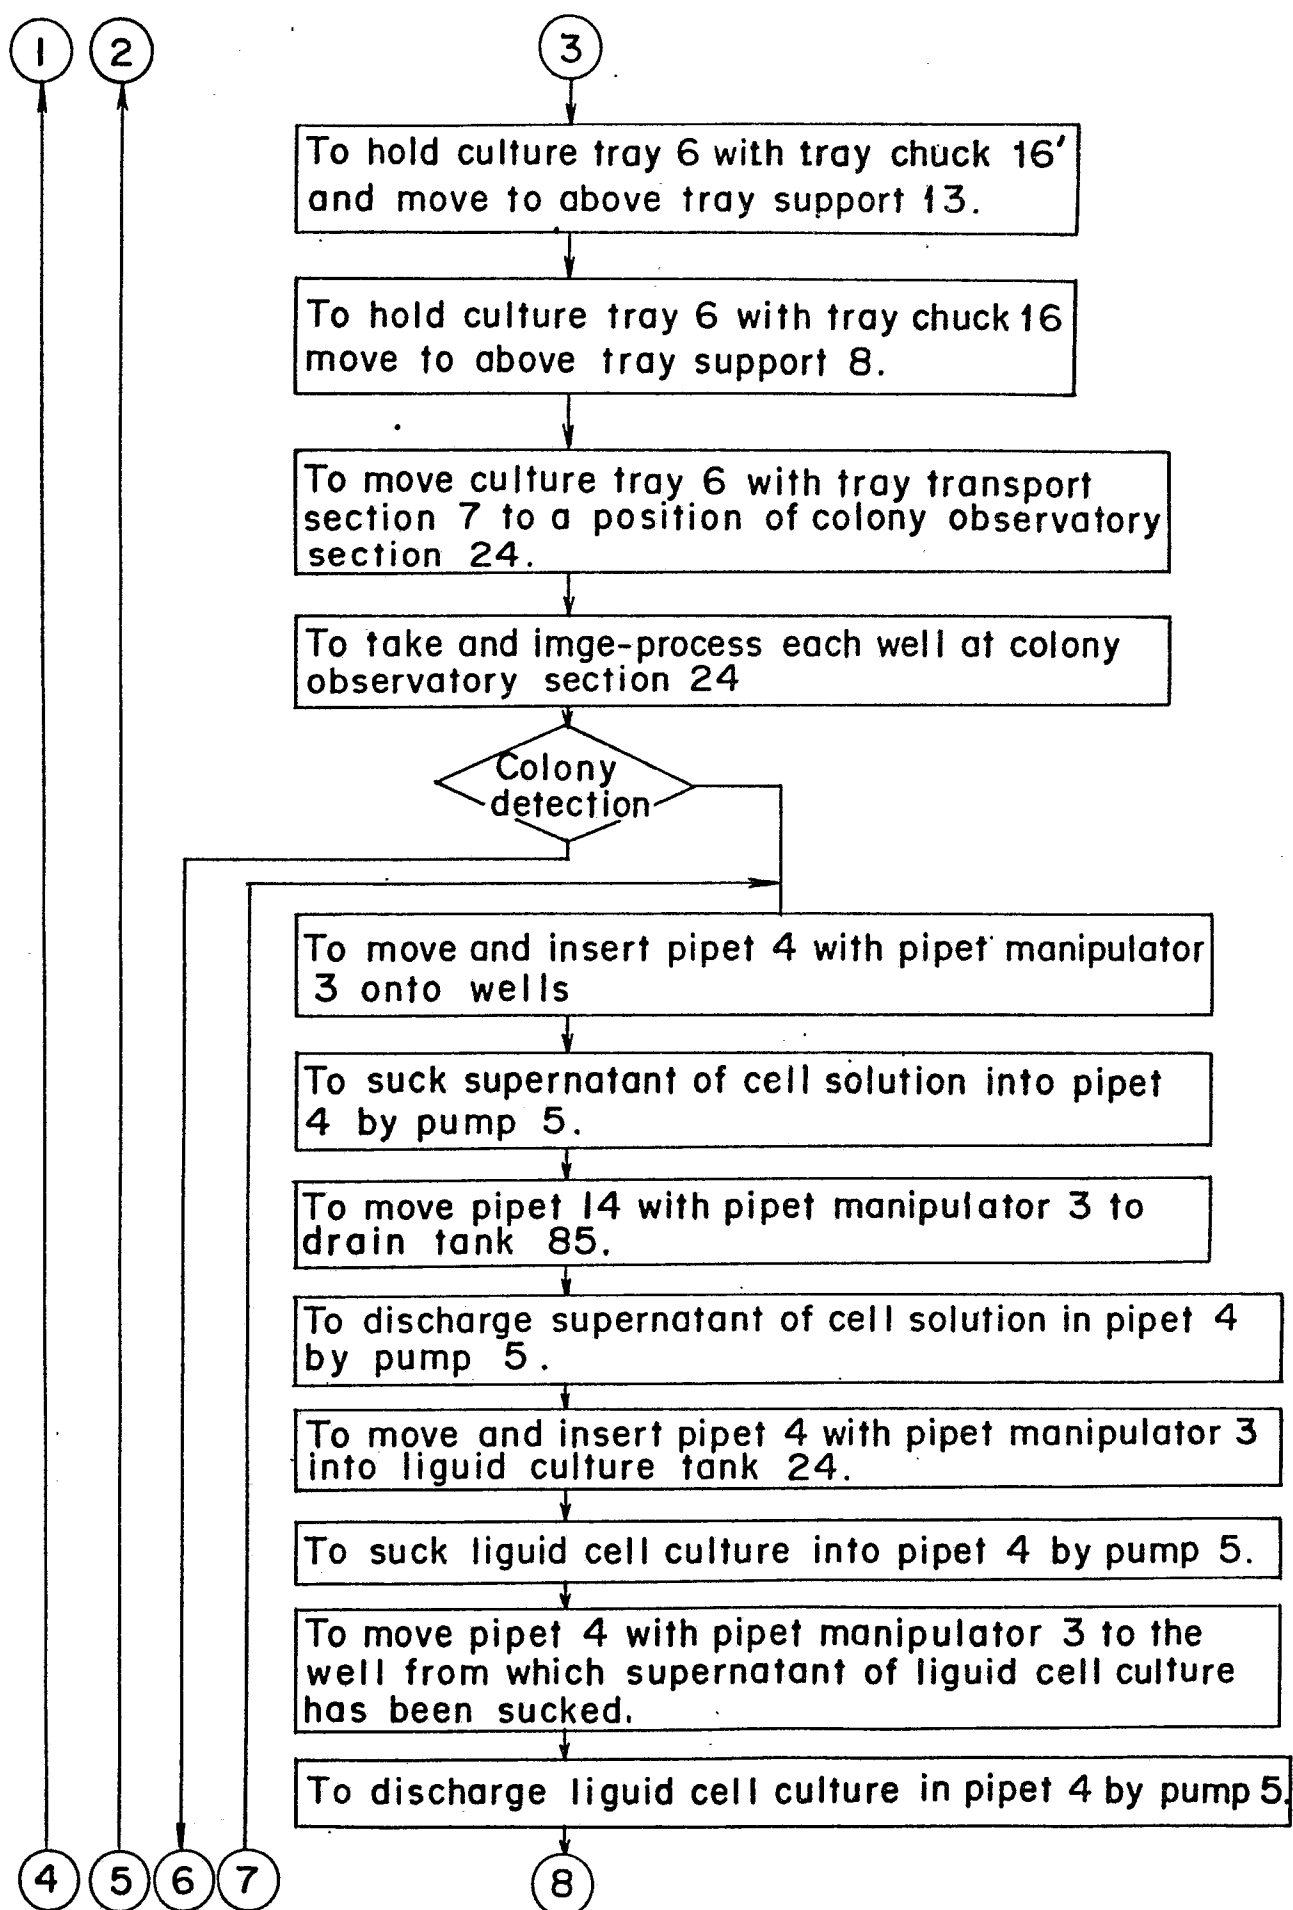 1 2 3
To hold culture tray 6 with tray chuck 16'
and move to above tray support 13.
To hold culture tray 6 with tray chuck 16
move to above tray support 8.
To move culture tray 6 with tray transport
section 7 to a position of colony observatory
section 24.
To take and imge-process each well at colony
observatory section 24
Colony
detection
To move and insert pipet 4 with pipet manipulator
3 onto wells
To suck supernatant of cell solution into pipet
4 by pump 5.
To move pipet 14 with pipet manipulator 3 to
drain tank 85.
To discharge supernatant of cell solution in pipet 4
by pump 5.
To move and insert pipet 4 with pipet manipulator 3
into liguid culture tank 24.
To suck liguid cell culture into pipet 4 by pump 5.
To move pipet 4 with pipet manipulator 3 to the
well from which supernatant of liguid cell culture
has been sucked.
To discharge liguid cell culture in pipet 4 by pump 5.
4 5 6 7 8